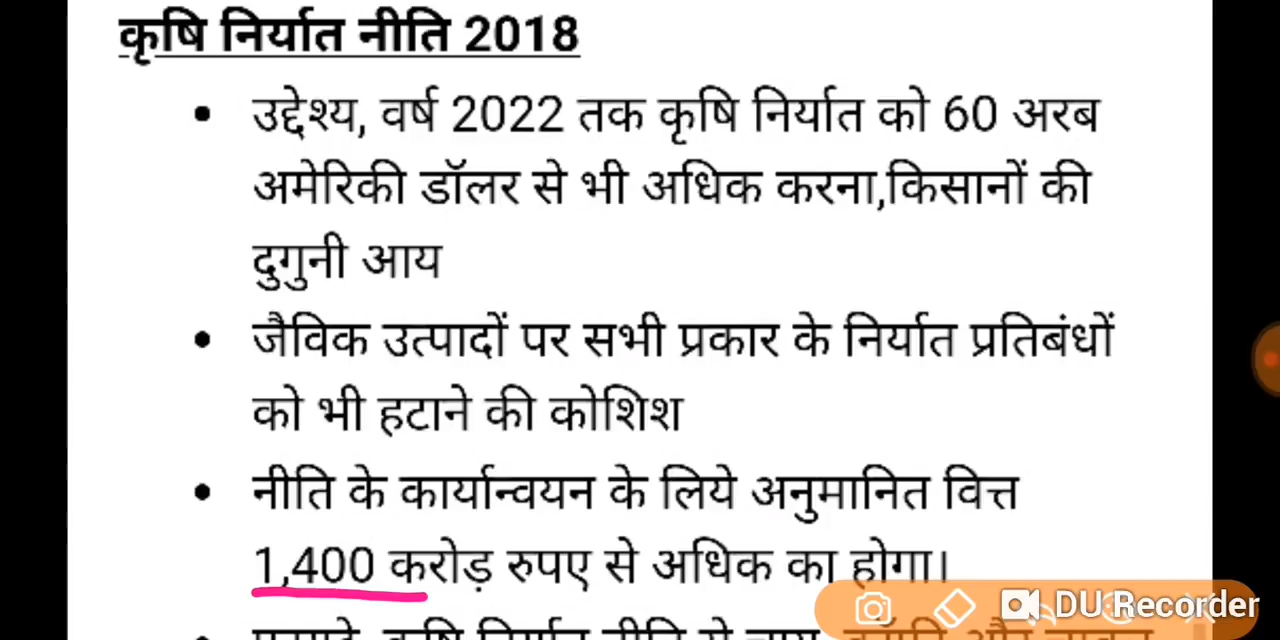 कृषि निर्यात नीति 2018
• उद्देश्य, वर्ष 2022 तक कृषि निर्यात को 60 अरब
अमेरिकी डॉलर से भी अधिक करना,किसानों की
दुगुनी आय
• जैविक उत्पादों पर सभी प्रकार के निर्यात प्रतिबंधों
को भी हटाने की कोशिश
• नीति के कार्यान्वयन के लिये अनुमानित वित्त
1,400 करोड़ रुपए से अधिक का होगा।
DU Recorder